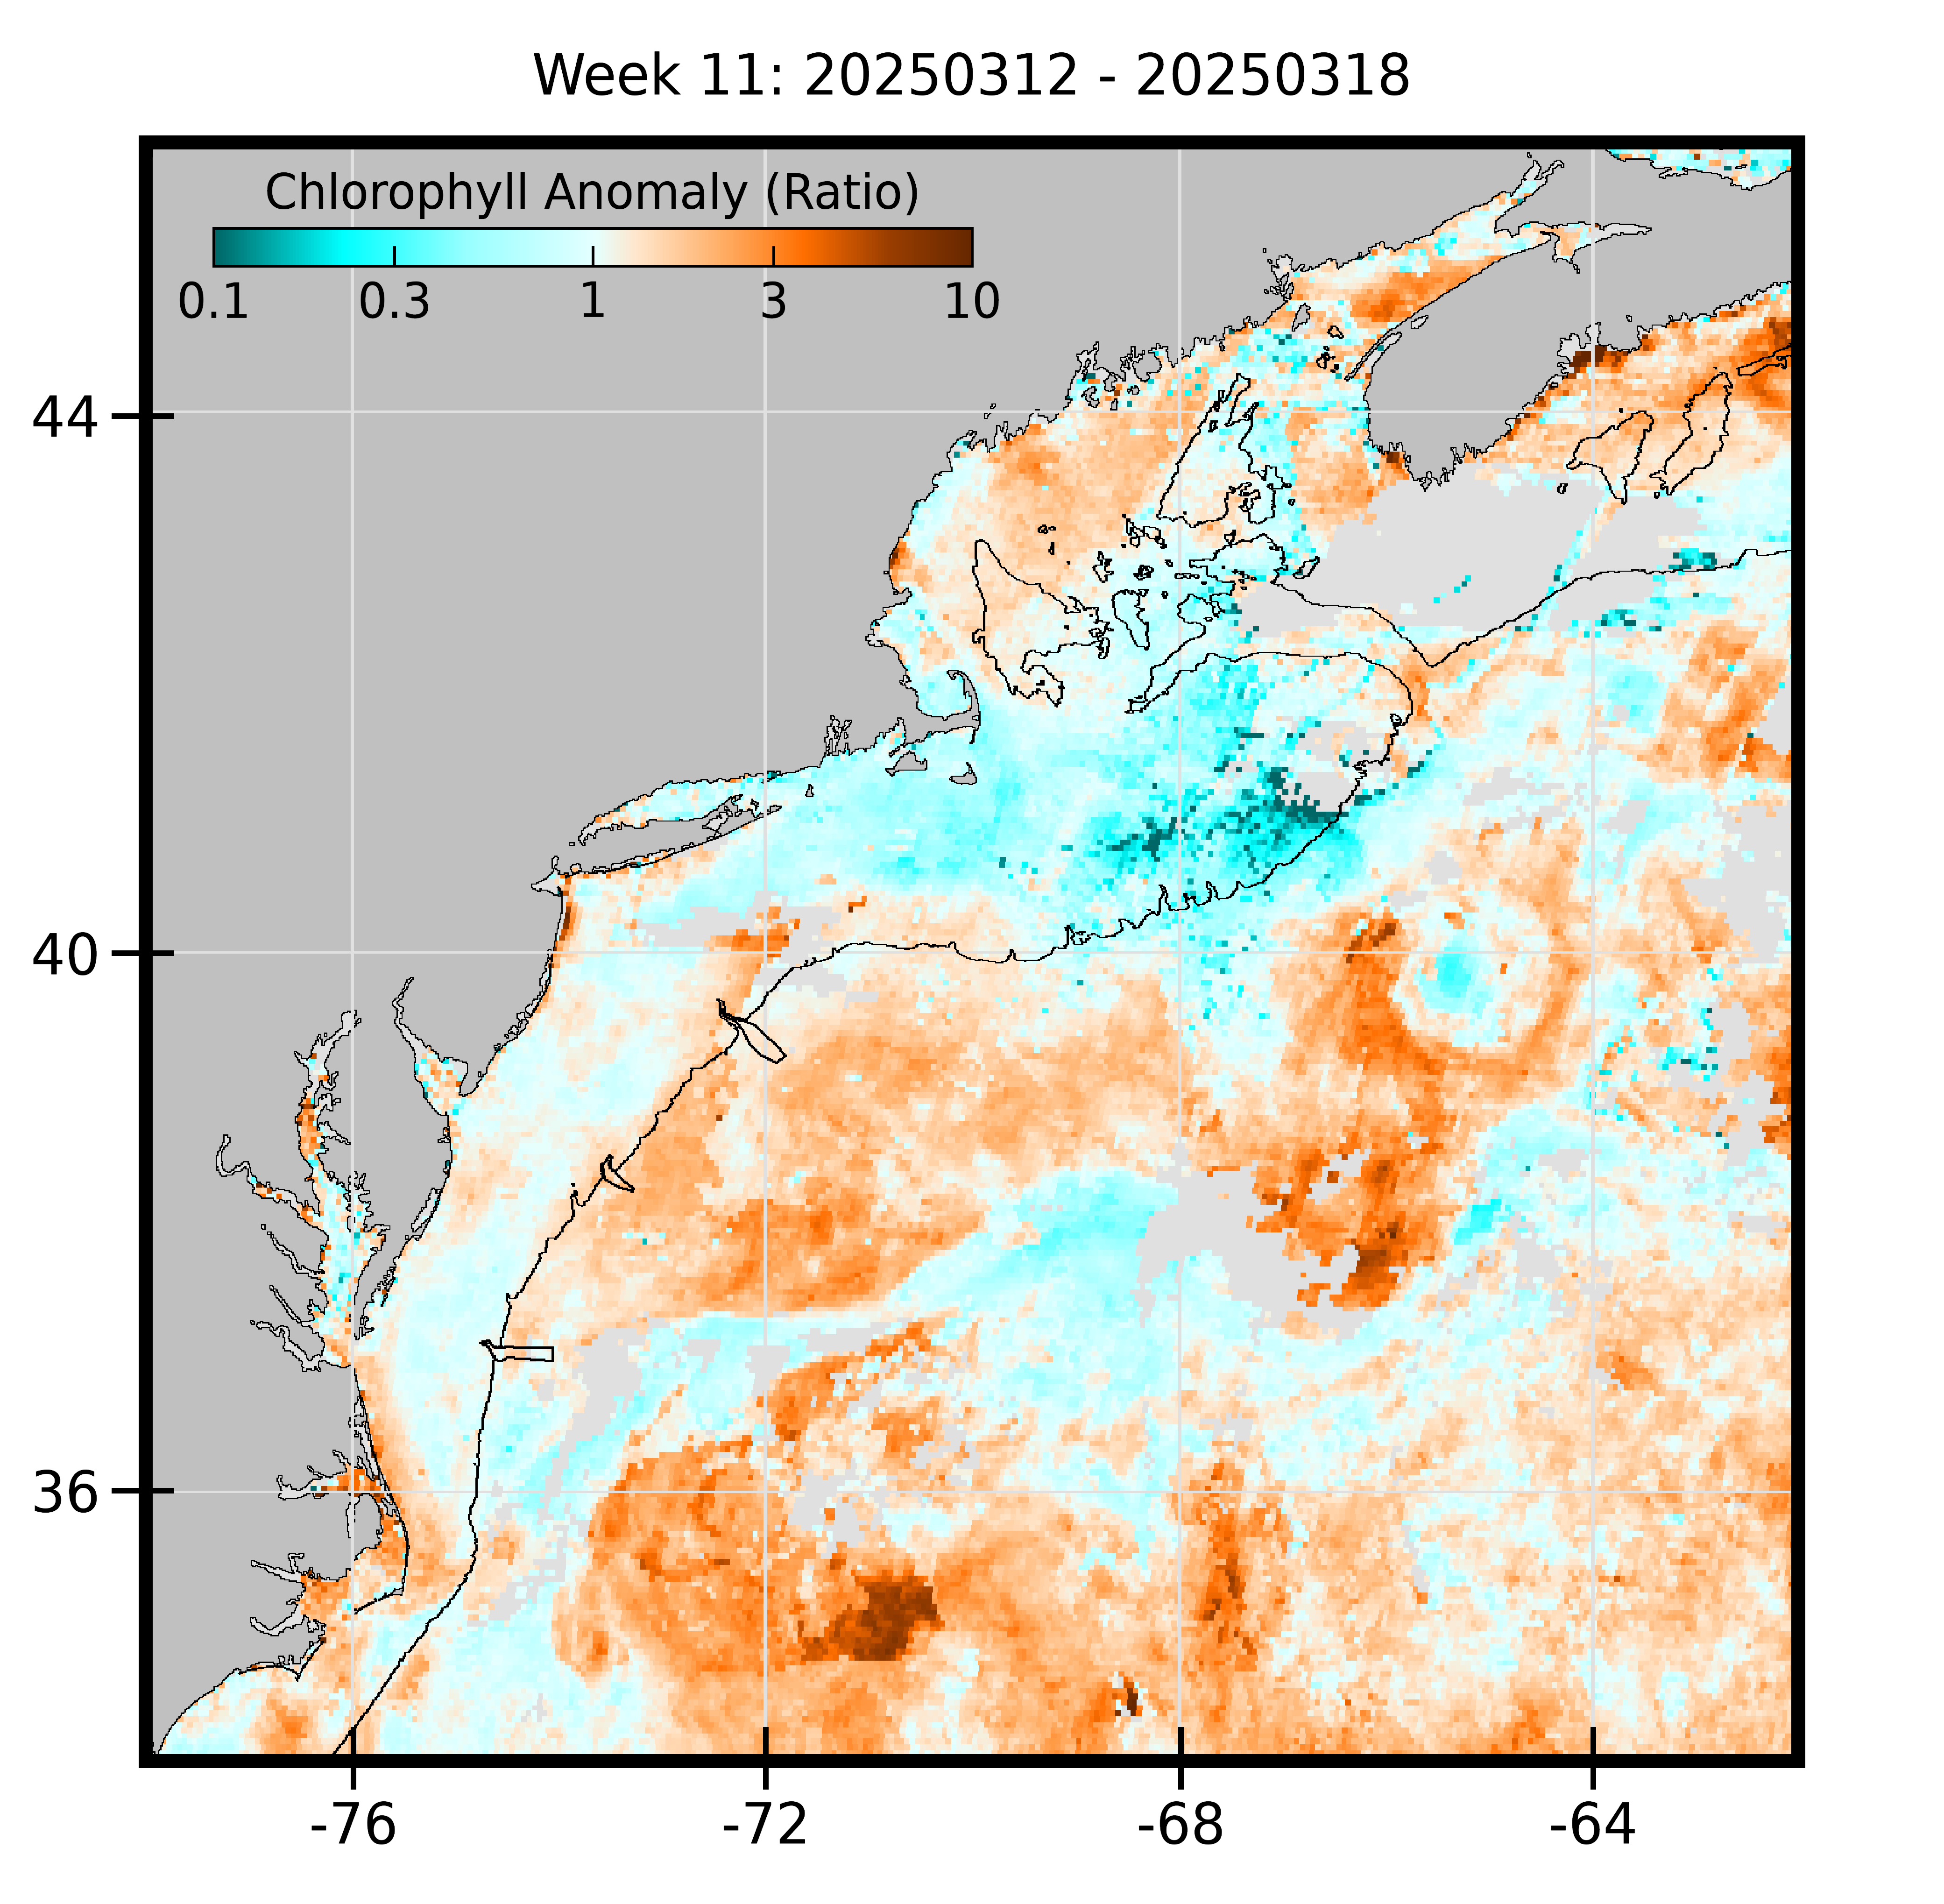 Week 11: 20250312 - 20250318
Chlorophyll Anomaly (Ratio)
0.1 0.3 1 3 10
44
40
36
-76 -72 -68 -64